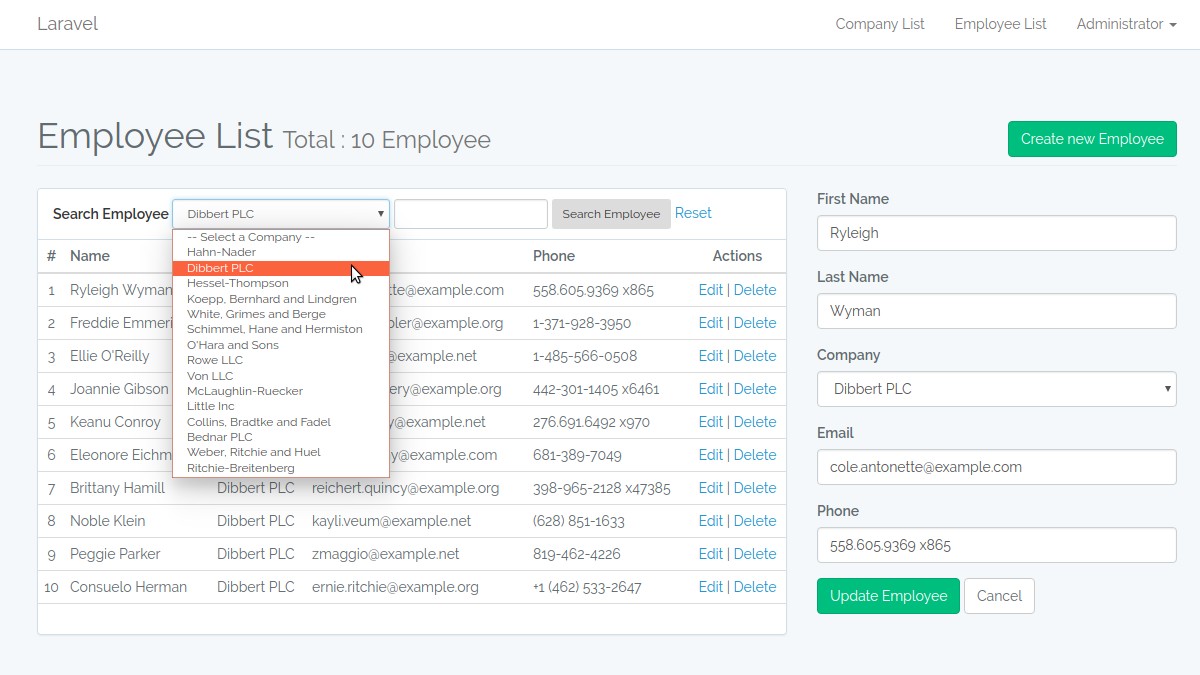 Laravel Company List Employee List Administrator
Employee List Total : 10 Employee Create new Employee
Search Employee Dibbert PLC Search Employee Reset
-- Select a Company --
Hahn-Nader
Dibbert PLC
Hessel-Thompson
Koepp, Bernhard and Lindgren
White, Grimes and Berge
Schimmel, Hane and Hermiston
O'Hara and Sons
Rowe LLC
Von LLC
McLaughlin-Ruecker
Little Inc
Collins, Bradtke and Fadel
Bednar PLC
Weber, Ritchie and Huel
Ritchie-Breitenberg
# Name Phone Actions
1 Ryleigh Wyman tte@example.com 558.605.9369 x865 Edit | Delete
2 Freddie Emmeri bler@example.org 1-371-928-3950 Edit | Delete
3 Ellie O'Reilly @example.net 1-485-566-0508 Edit | Delete
4 Joannie Gibson ery@example.org 442-301-1405 x6461 Edit | Delete
5 Keanu Conroy y@example.net 276.691.6492 x970 Edit | Delete
6 Eleonore Eichm y@example.com 681-389-7049 Edit | Delete
7 Brittany Hamill Dibbert PLC reichert.quincy@example.org 398-965-2128 x47385 Edit | Delete
8 Noble Klein Dibbert PLC kayli.veum@example.net (628) 851-1633 Edit | Delete
9 Peggie Parker Dibbert PLC zmaggio@example.net 819-462-4226 Edit | Delete
10 Consuelo Herman Dibbert PLC ernie.ritchie@example.org +1 (462) 533-2647 Edit | Delete
First Name
Ryleigh
Last Name
Wyman
Company
Dibbert PLC
Email
cole.antonette@example.com
Phone
558.605.9369 x865
Update Employee Cancel